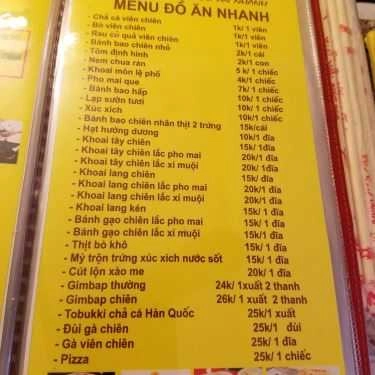 MENU ĐỒ ĂN NHANH
- Chả cá viên chiên 1k/ 1 viên
- Bò viên chiên 1k/1 viên
- Rau củ quả viên chiên 1k/1 viên
- Bánh bao chiên nhỏ 1k/1 viên
- Tôm định hình 2k/1 cái
- Nem chua rán 2k/1 con
- Khoai môn lệ phố 5 k/ 1 chiếc
- Pho mai que 4k/1 chiếc
- Bánh bao hấp 7k/ 1 chiếc
- Lạp sườn tươi 10k/ 1 chiếc
- Xúc xích 10k/ 1 chiếc
- Bánh bao chiên nhân thịt 2 trứng 15k/cái
- Hạt hướng dương 10k/1 đĩa
- Khoai tây chiên 15k/ 1 đĩa
- Khoai tây chiên lắc pho mai 20k/ 1 đĩa
- Khoai tây chiên lắc xí muội 20k/ 1 đĩa
- Khoai lang chiên 15k/ 1đĩa
- Khoai lang chiên lắc pho mai 20k/1 đĩa
- Khoai lang chiên lắc xí muội 20k/1 đĩa
- Khoai lang kén 15k/ 1 đĩa
- Bánh gạo chiên lắc pho mai 15k/ 1 đĩa
- Bánh gạo chiên lắc xí muội 15k/ 1 đĩa
- Thịt bò khô 15k/ 1 đĩa
- Mỳ trộn trứng xúc xích nước sốt 15k/ 1 đĩa
- Cút lộn xào me 20k/ 1 đĩa
- Gimbap thường 24k/ 1xuất 2 thanh
- Gimbap chiên 26k/ 1 xuất 2 thanh
- Tobukki chả cá Hàn Quốc 25k/1 xuất
- Đùi gà chiên 25k/1 đùi
- Gà viên chiên 25k/1 đĩa
- Pizza 25k/ 1 chiếc